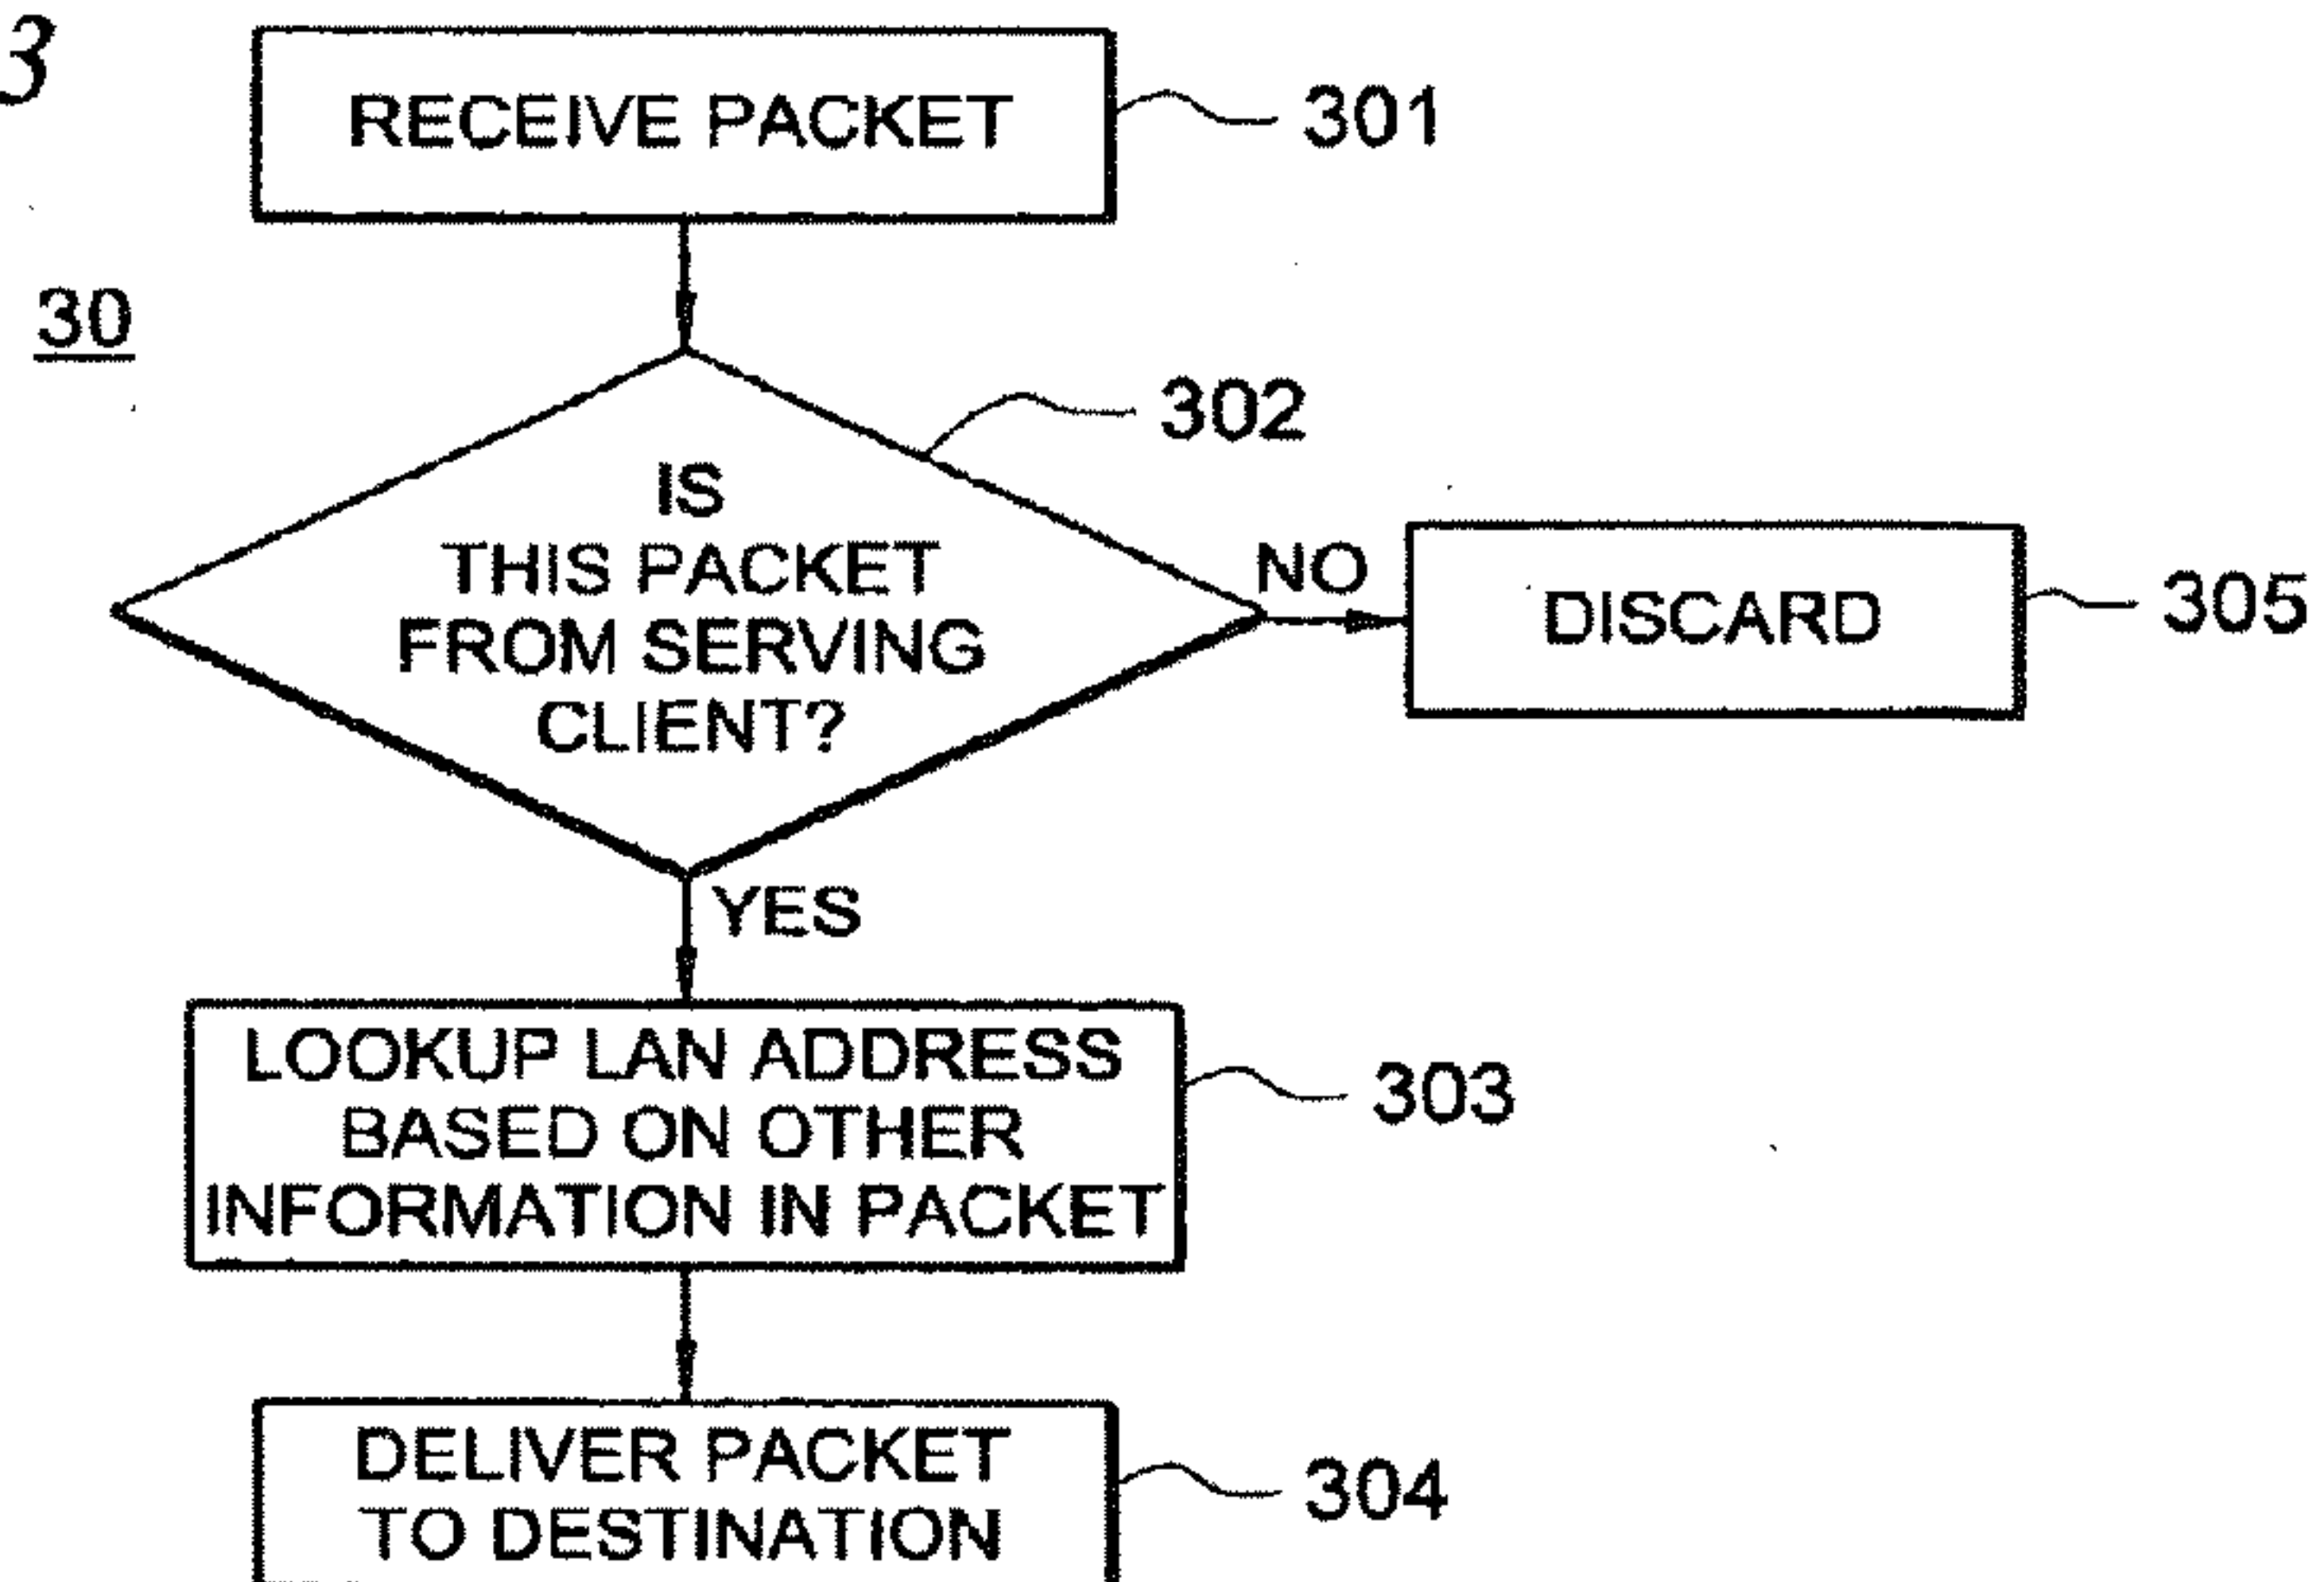 3
RECEIVE PACKET
301
30
302
IS
THIS PACKET
FROM SERVING
CLIENT?
NO
DISCARD
305
YES
LOOKUP LAN ADDRESS
BASED ON OTHER
INFORMATION IN PACKET
303
DELIVER PACKET
TO DESTINATION
304